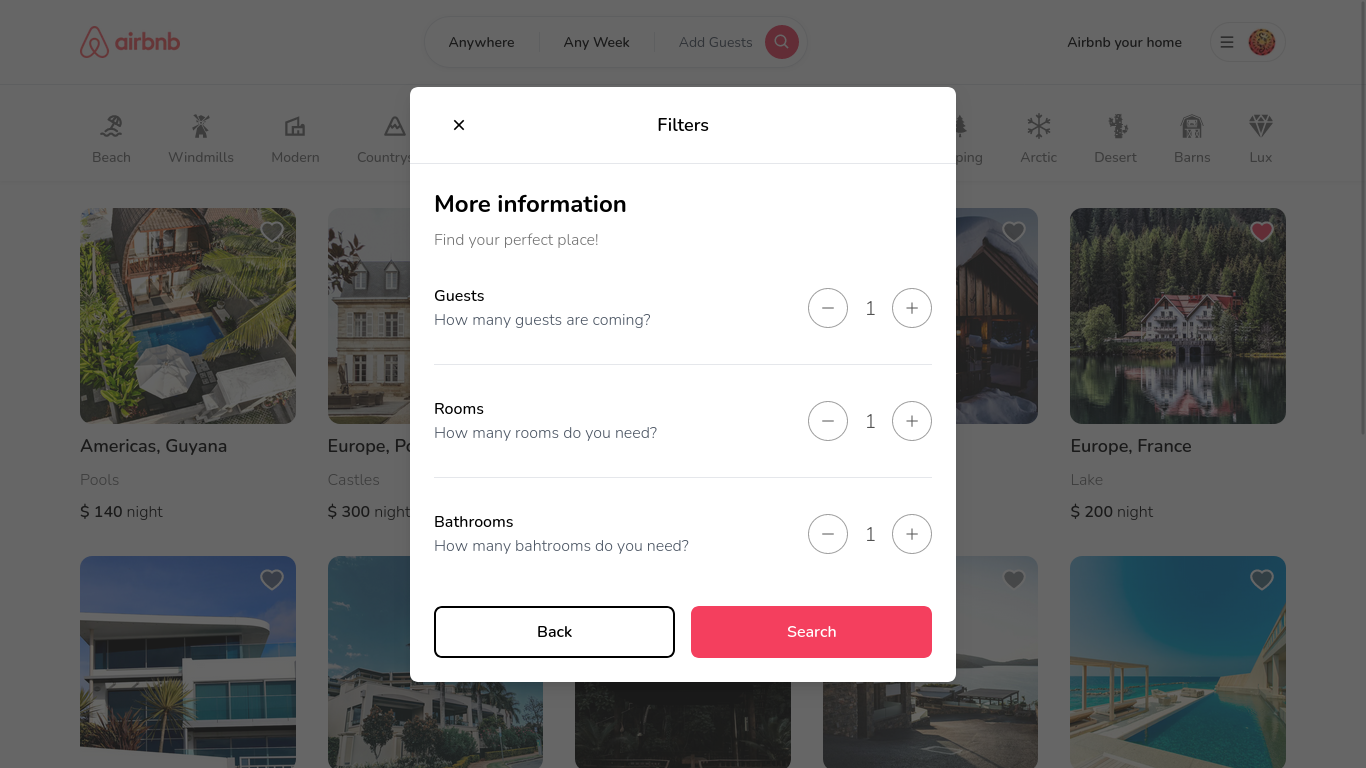 airbnb
Anywhere
Any Week
Add Guests
Airbnb your home
Beach
Windmills
Modern
Arctic
Desert
Barns
Lux
Filters
More information
Find your perfect place!
Guests
How many guests are coming?
1
Rooms
How many rooms do you need?
1
Bathrooms
How many bahtrooms do you need?
1
Back
Search
Americas, Guyana
Pools
$ 140 night
Europe,
Castles
$ 300 night
Europe, France
Lake
$ 200 night